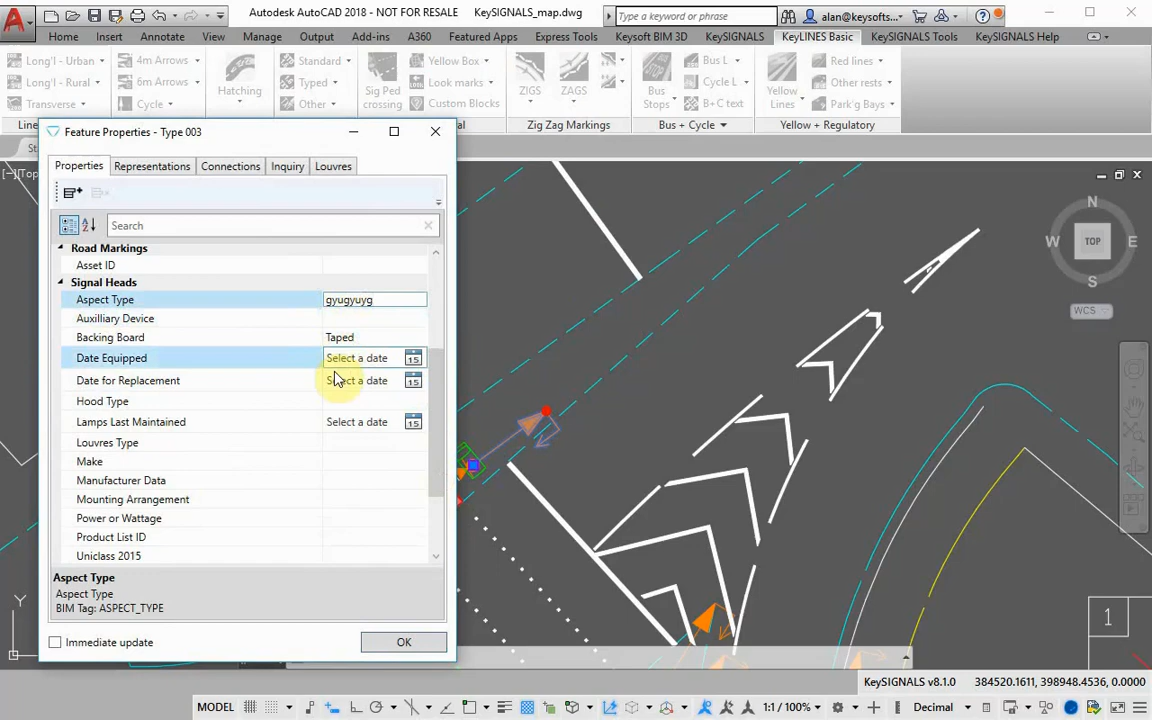 Autodesk AutoCAD 2018 - NOT FOR RESALE KeySIGNALS_map.dwg
Type a keyword or phrase
alan@keysofts...
Home Insert Annotate View Manage Output Add-ins A360 Featured Apps Express Tools Keysoft BIM 3D KeySIGNALS KeyLINES Basic KeySIGNALS Tools KeySIGNALS Help
Long'l - Urban 4m Arrows Standard Yellow Box Bus L Red lines
Long'l - Rural 6m Arrows Hatching Typed Sig Ped crossing Look marks ZIGS ZAGS Bus Stops Cycle L Yellow Lines Other rests
Transverse Cycle Other Custom Blocks B+C text Park'g Bays
Zig Zag Markings Bus + Cycle Yellow + Regulatory
Feature Properties - Type 003
[-][Top
Properties Representations Connections Inquiry Louvres
Search
Road Markings
Asset ID
Signal Heads
Aspect Type gyugyuyg
Auxilliary Device
Backing Board Taped
Date Equipped Select a date 15
Date for Replacement Select a date 15
Hood Type
Lamps Last Maintained Select a date 15
Louvres Type
Make
Manufacturer Data
Mounting Arrangement
Power or Wattage
Product List ID
Uniclass 2015
Aspect Type
Aspect Type
BIM Tag: ASPECT_TYPE
Immediate update OK
N
W TOP E
S
WCS
Y
1
KeySIGNALS v8.1.0 384520.1611, 398948.4536, 0.0000
MODEL 1:1 / 100% Decimal